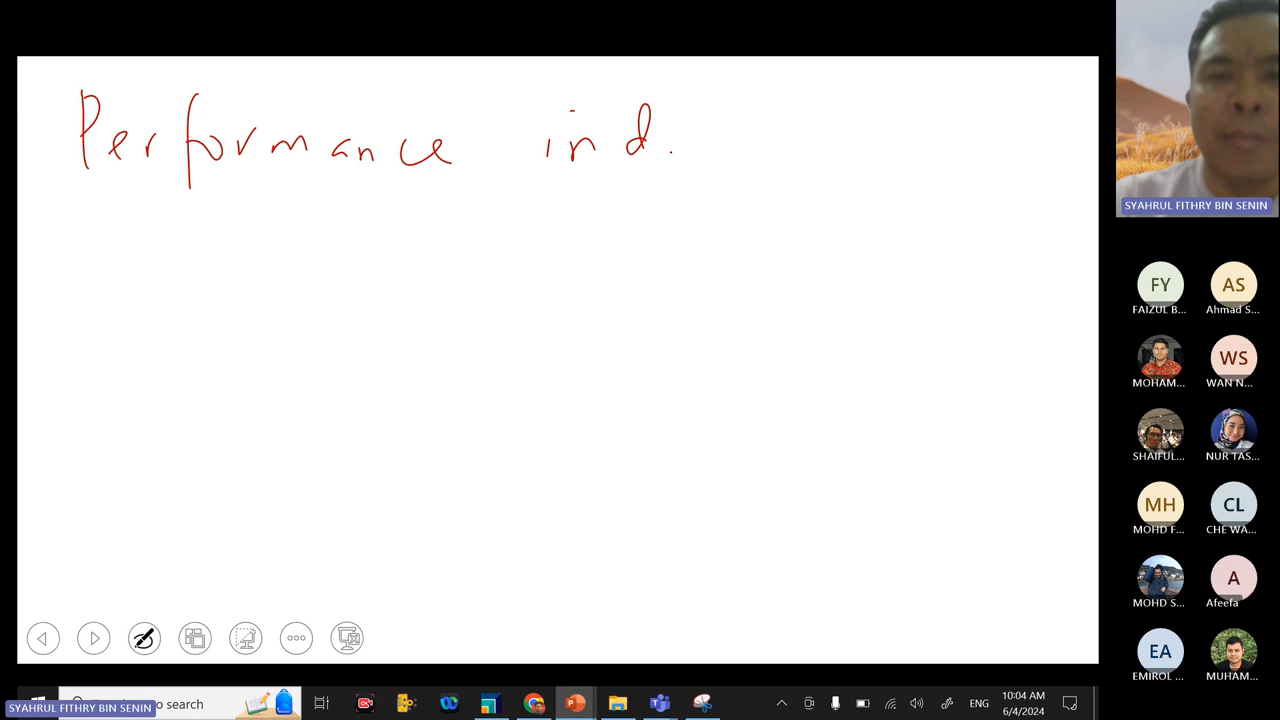 Performance ind.
SYAHRUL FITHRY BIN SENIN
FY
AS
FAIZUL B...
Ahmad S...
WS
MOHAM...
WAN N...
SHAIFUL...
NUR TAS...
MH
CL
MOHD F...
CHE WA...
A
MOHD S...
Afeefa
EA
EMIROL ...
MUHAM...
SYAHRUL FITHRY BIN SENIN
to search
ENG
10:04 AM
6/4/2024